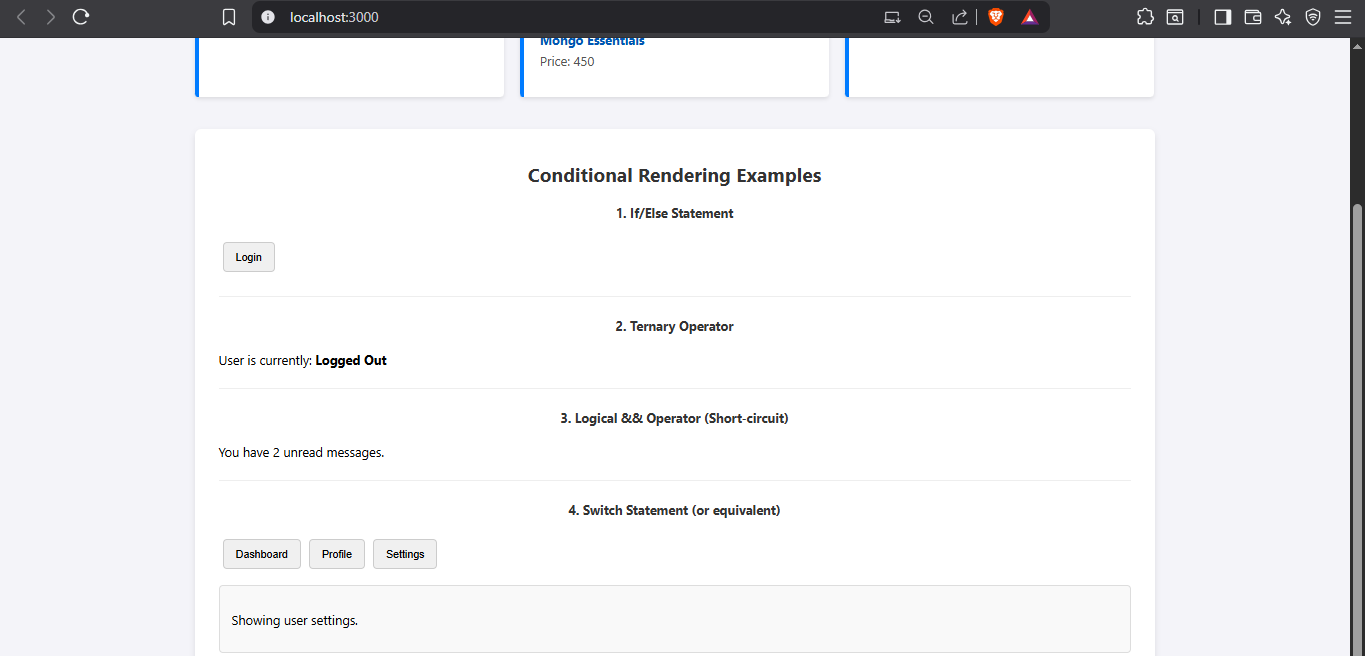 localhost:3000
Mongo Essentials
Price: 450
Conditional Rendering Examples
1. If/Else Statement
Login
2. Ternary Operator
User is currently: Logged Out
3. Logical && Operator (Short-circuit)
You have 2 unread messages.
4. Switch Statement (or equivalent)
Dashboard Profile Settings
Showing user settings.